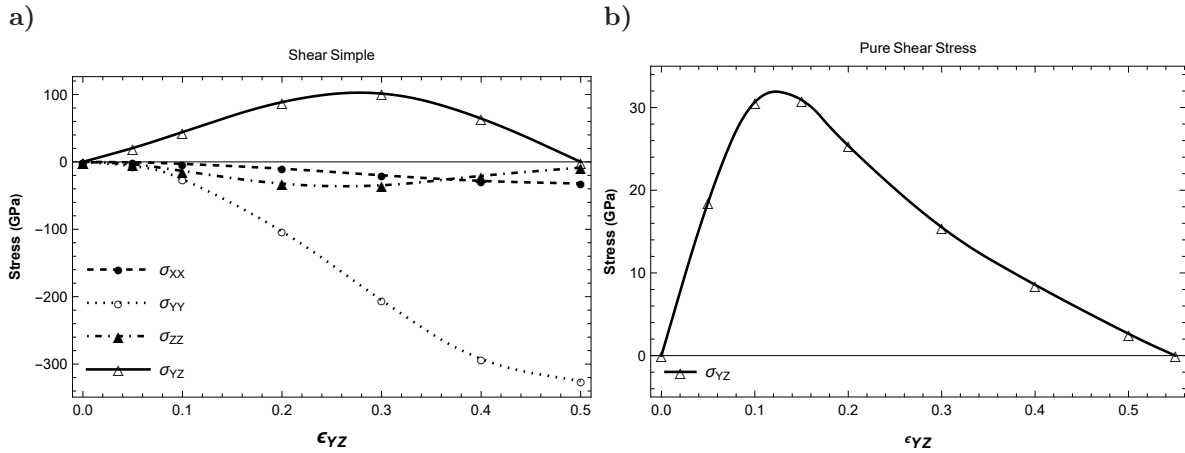 a)
Shear Simple
100
0
−100
−200
−300
Stress (GPa)
σXX
σYY
σZZ
σYZ
0.0 0.1 0.2 0.3 0.4 0.5
ϵYZ
b)
Pure Shear Stress
30
20
10
0
Stress (GPa)
σYZ
0.0 0.1 0.2 0.3 0.4 0.5
ϵYZ